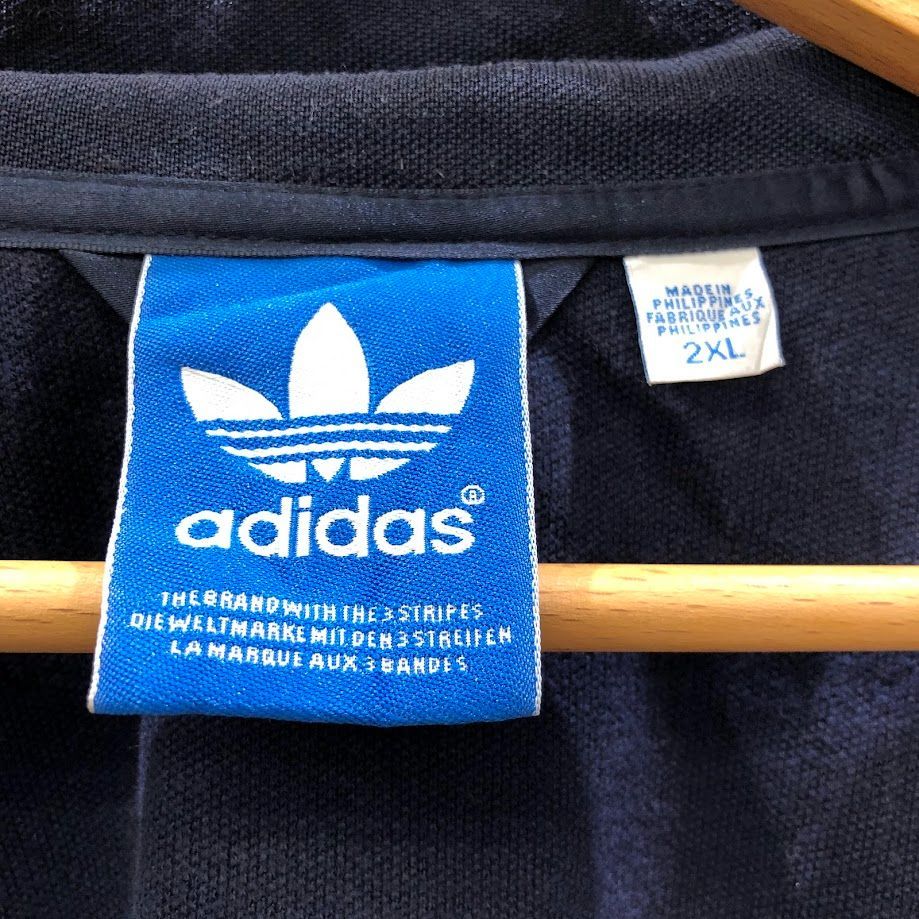 adidas®
THE BRAND WITH THE 3 STRIPES
DIE WELTMARKE MIT DEN 3 STREIFEN
LA MARQUE AUX 3 BANDES
MADE IN
PHILIPPINES
FABRIQUE AUX
PHILIPPINES
2XL